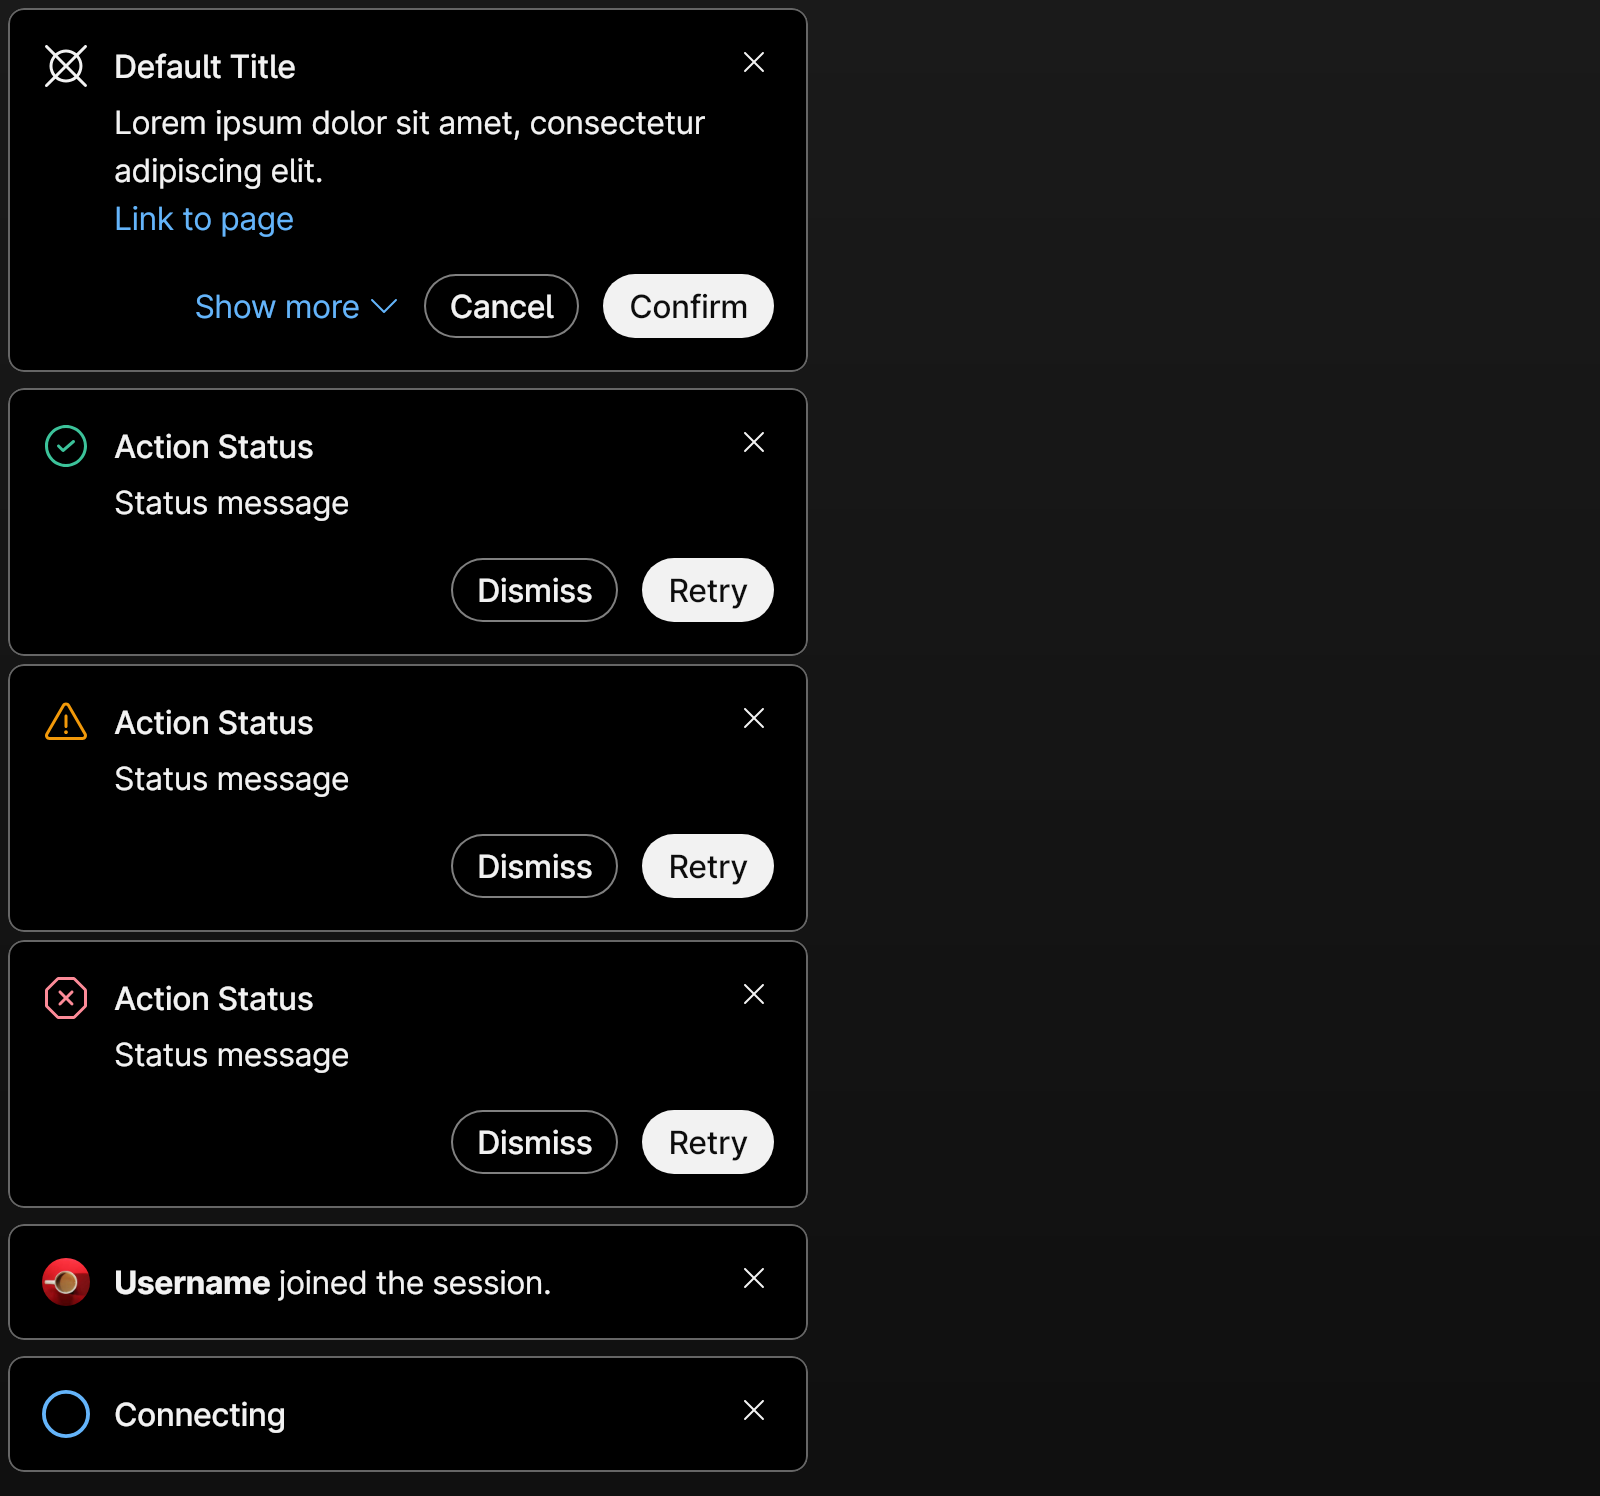 Default Title
Lorem ipsum dolor sit amet, consectetur
adipiscing elit.
Link to page
Show more Cancel Confirm
Action Status
Status message
Dismiss Retry
Action Status
Status message
Dismiss Retry
Action Status
Status message
Dismiss Retry
Username joined the session.
Connecting